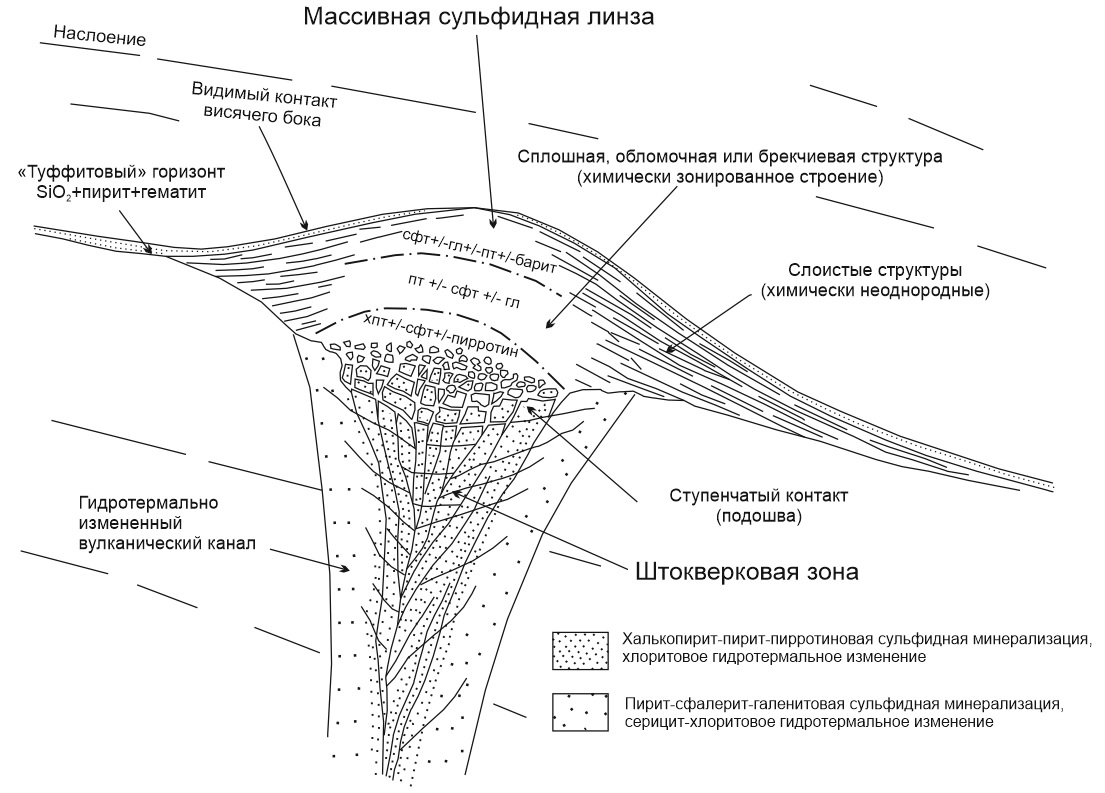 Массивная сульфидная линза
Наслоение
Видимый контакт
висячего бока
«Туффитовый» горизонт
SiO₂+пирит+гематит
Сплошная, обломочная или брекчиевая структура
(химически зонированное строение)
сфт+/-гл+/-пт+/-барит
Слоистые структуры
(химически неоднородные)
пт +/- сфт +/- гл
хпт+/-сфт+/-пирротин
Гидротермально
измененный
вулканический канал
Ступенчатый контакт
(подошва)
Штокверковая зона
Халькопирит-пирит-пирротиновая сульфидная минерализация,
хлоритовое гидротермальное изменение
Пирит-сфалерит-галенитовая сульфидная минерализация,
серицит-хлоритовое гидротермальное изменение